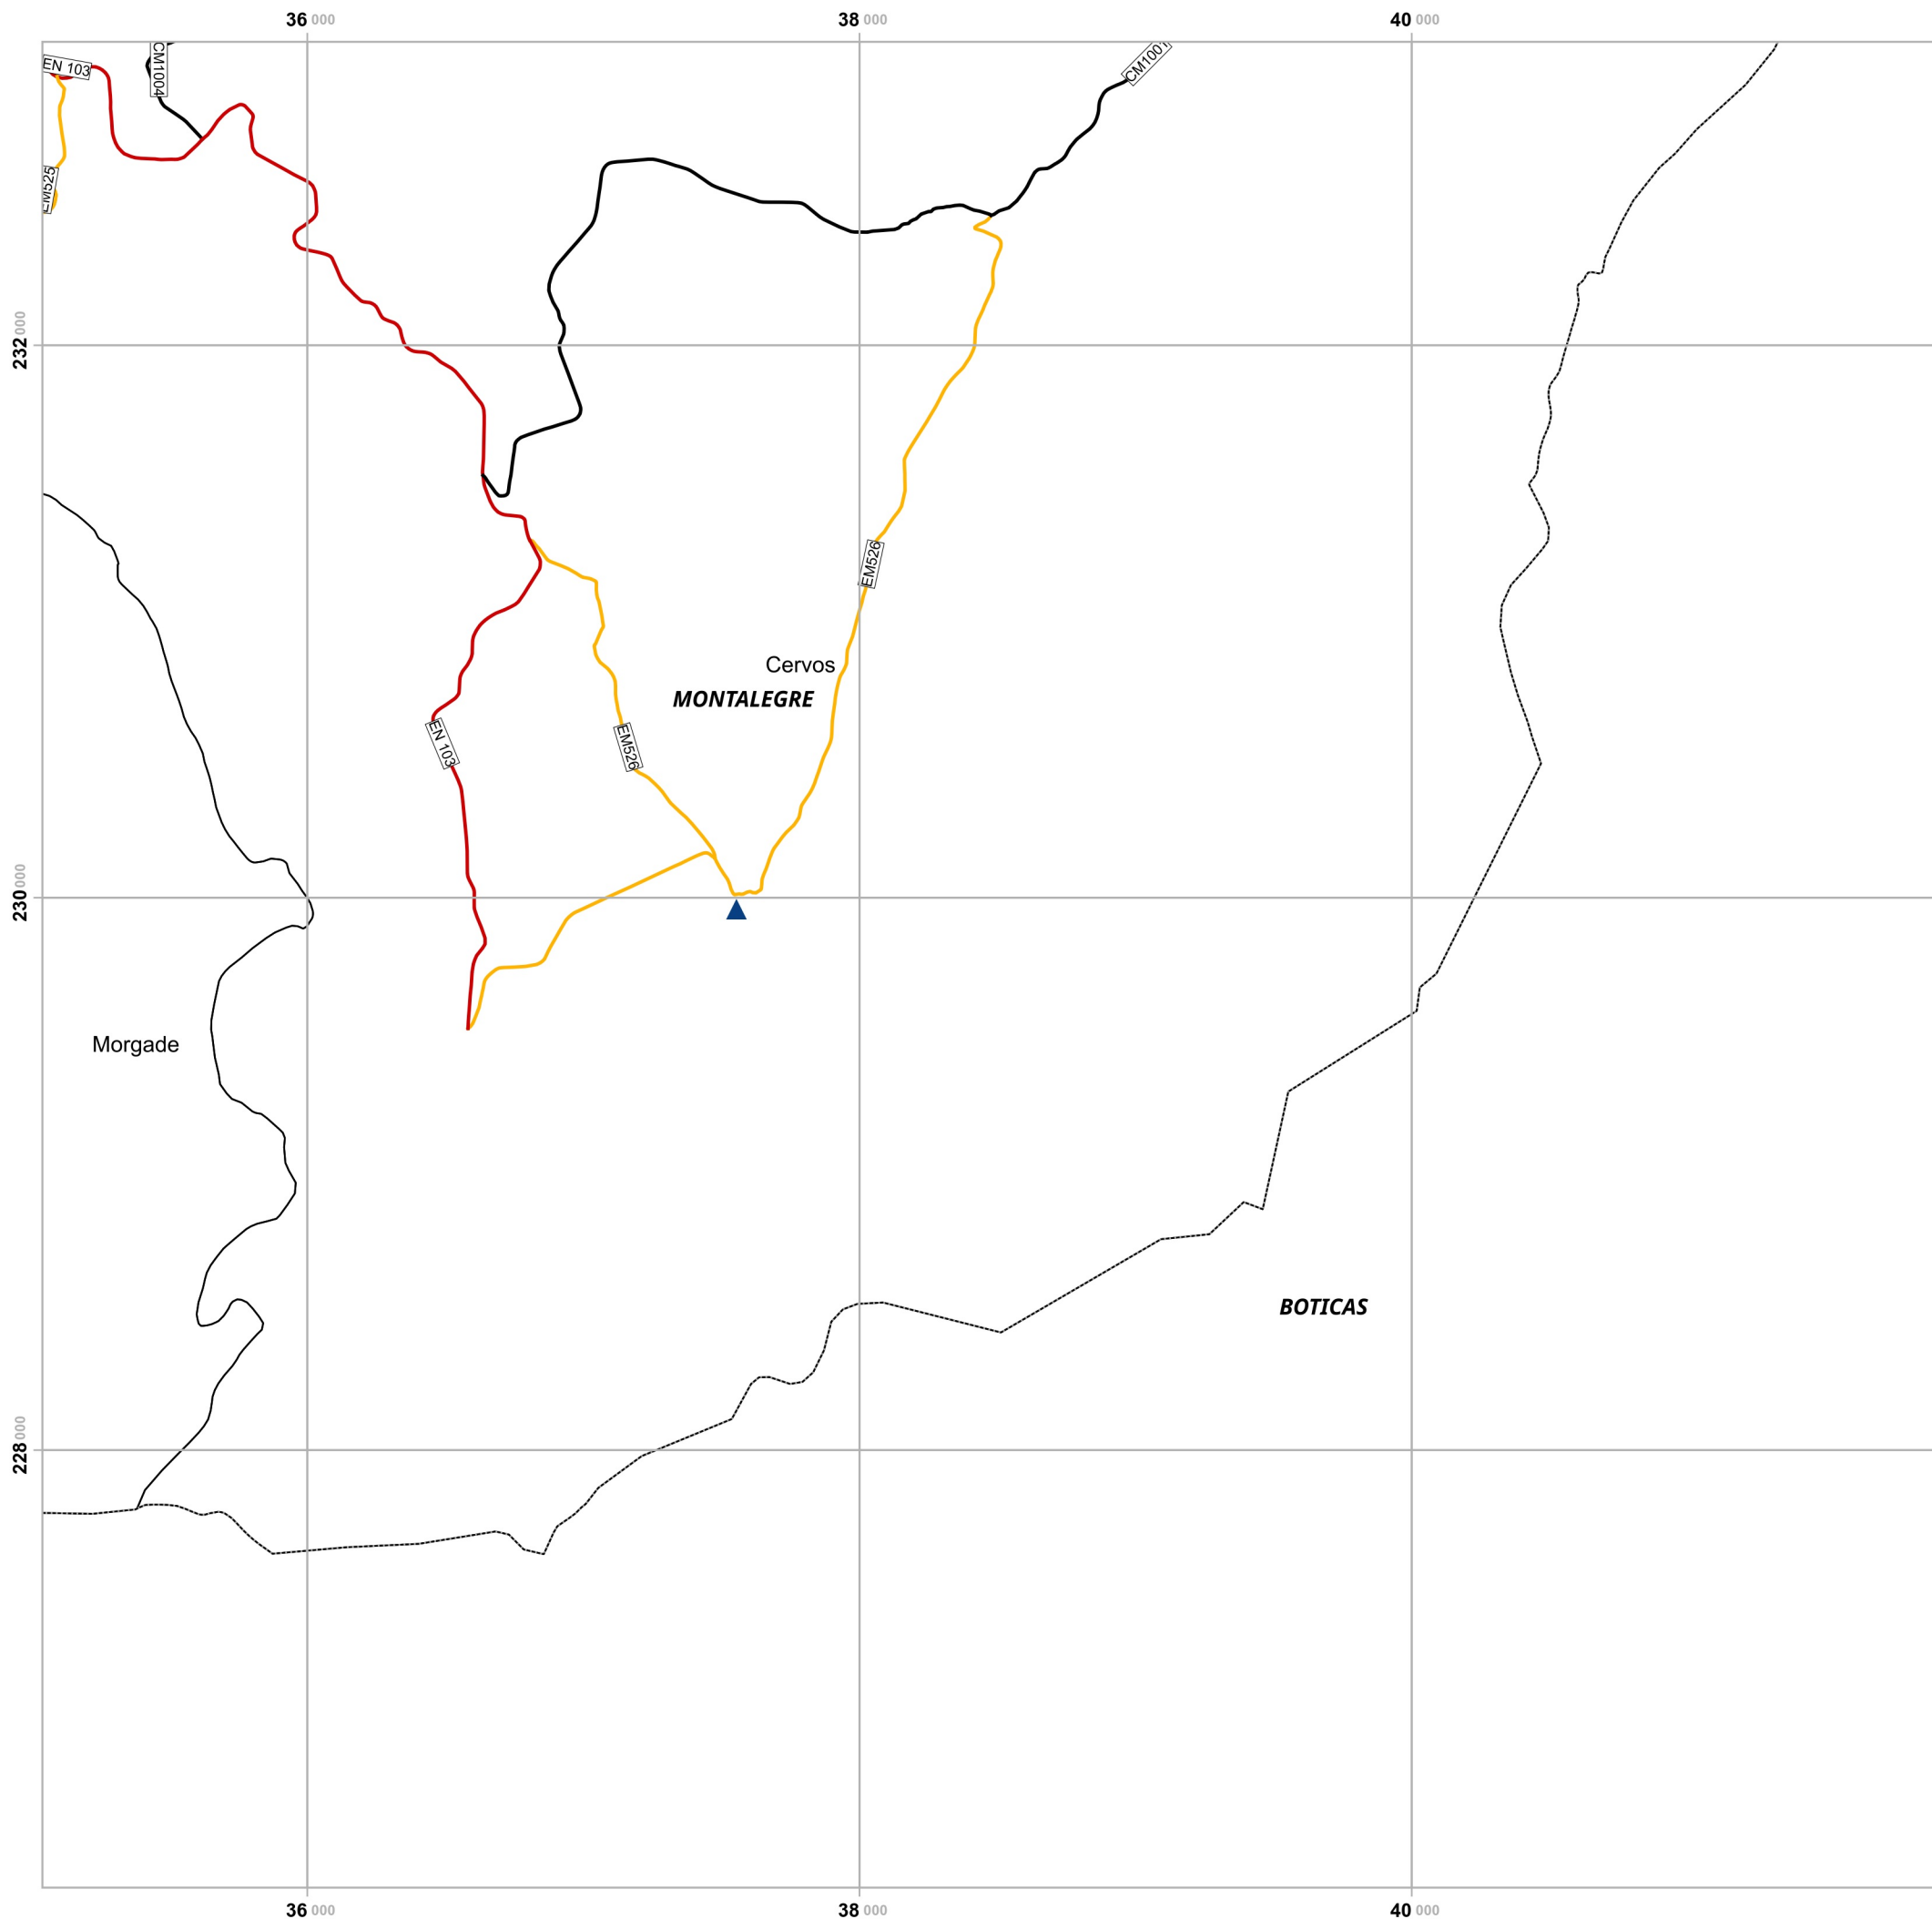 36 000
38 000
40 000
EN 103
CM1004
CM1001
EM525
232 000
EM526
Cervos
MONTALEGRE
EN 103
EM526
230 000
Morgade
BOTICAS
228 000
36 000
38 000
40 000